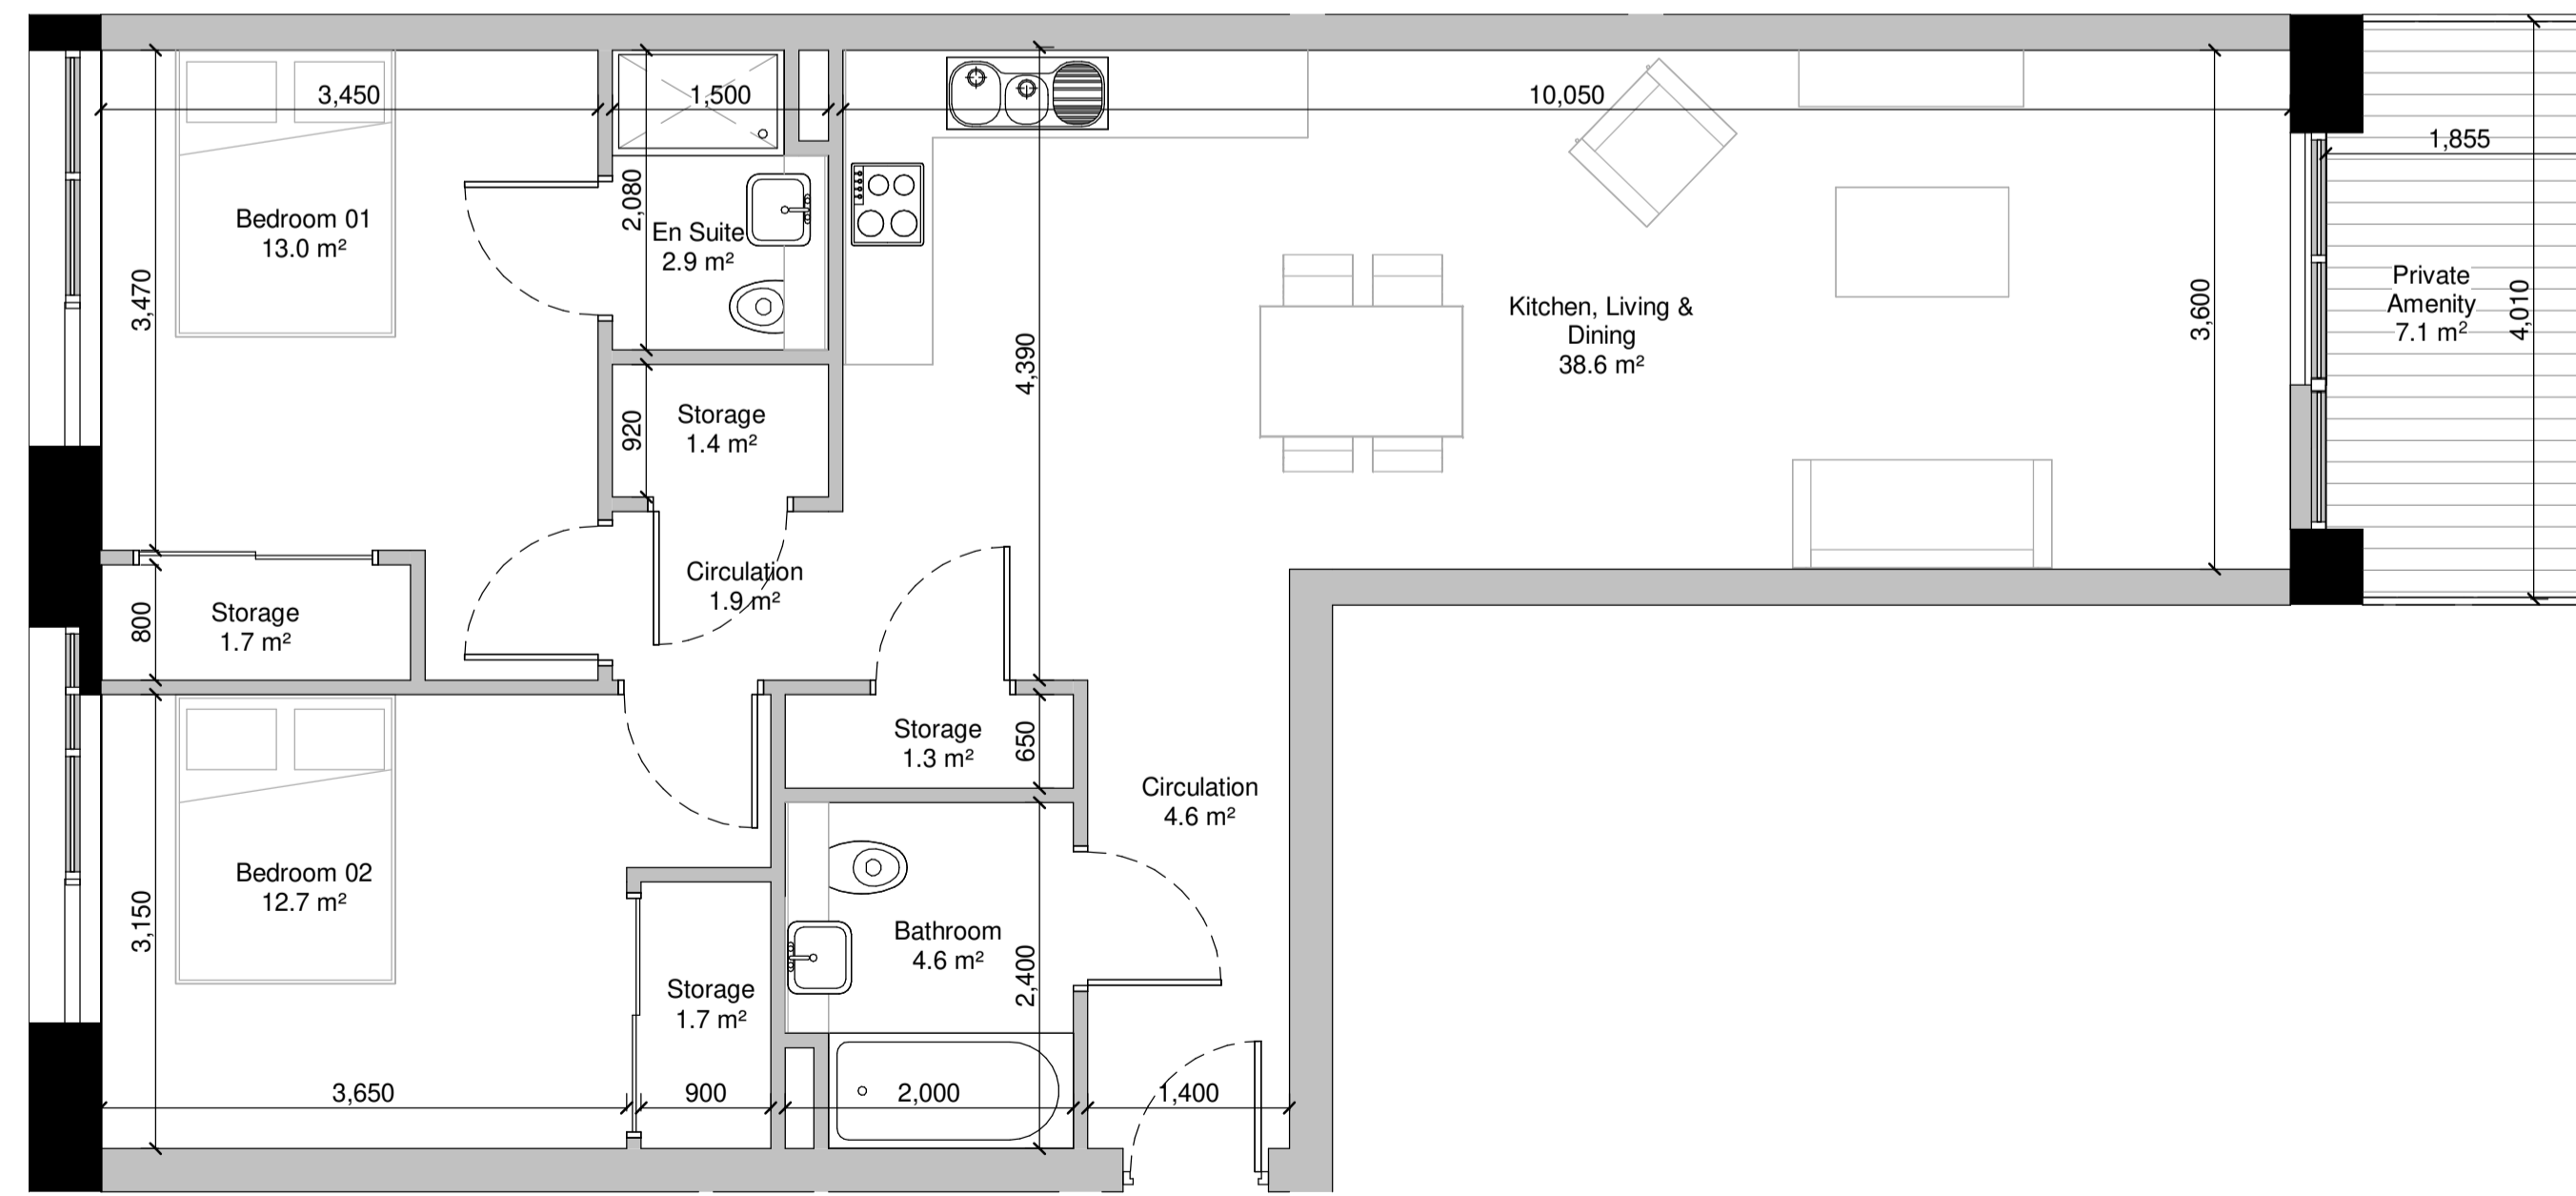 3,450
1,500
10,050
1,855
2,080
Bedroom 01
13.0 m²
En Suite
2.9 m²
3,470
4,390
Kitchen, Living &
Dining
38.6 m²
3,600
Private
Amenity
7.1 m²
4,010
920
Storage
1.4 m²
Circulation
1.9 m²
800
Storage
1.7 m²
Storage
1.3 m²
650
Circulation
4.6 m²
Bedroom 02
12.7 m²
3,150
Bathroom
4.6 m²
2,400
Storage
1.7 m²
3,650
900
2,000
1,400